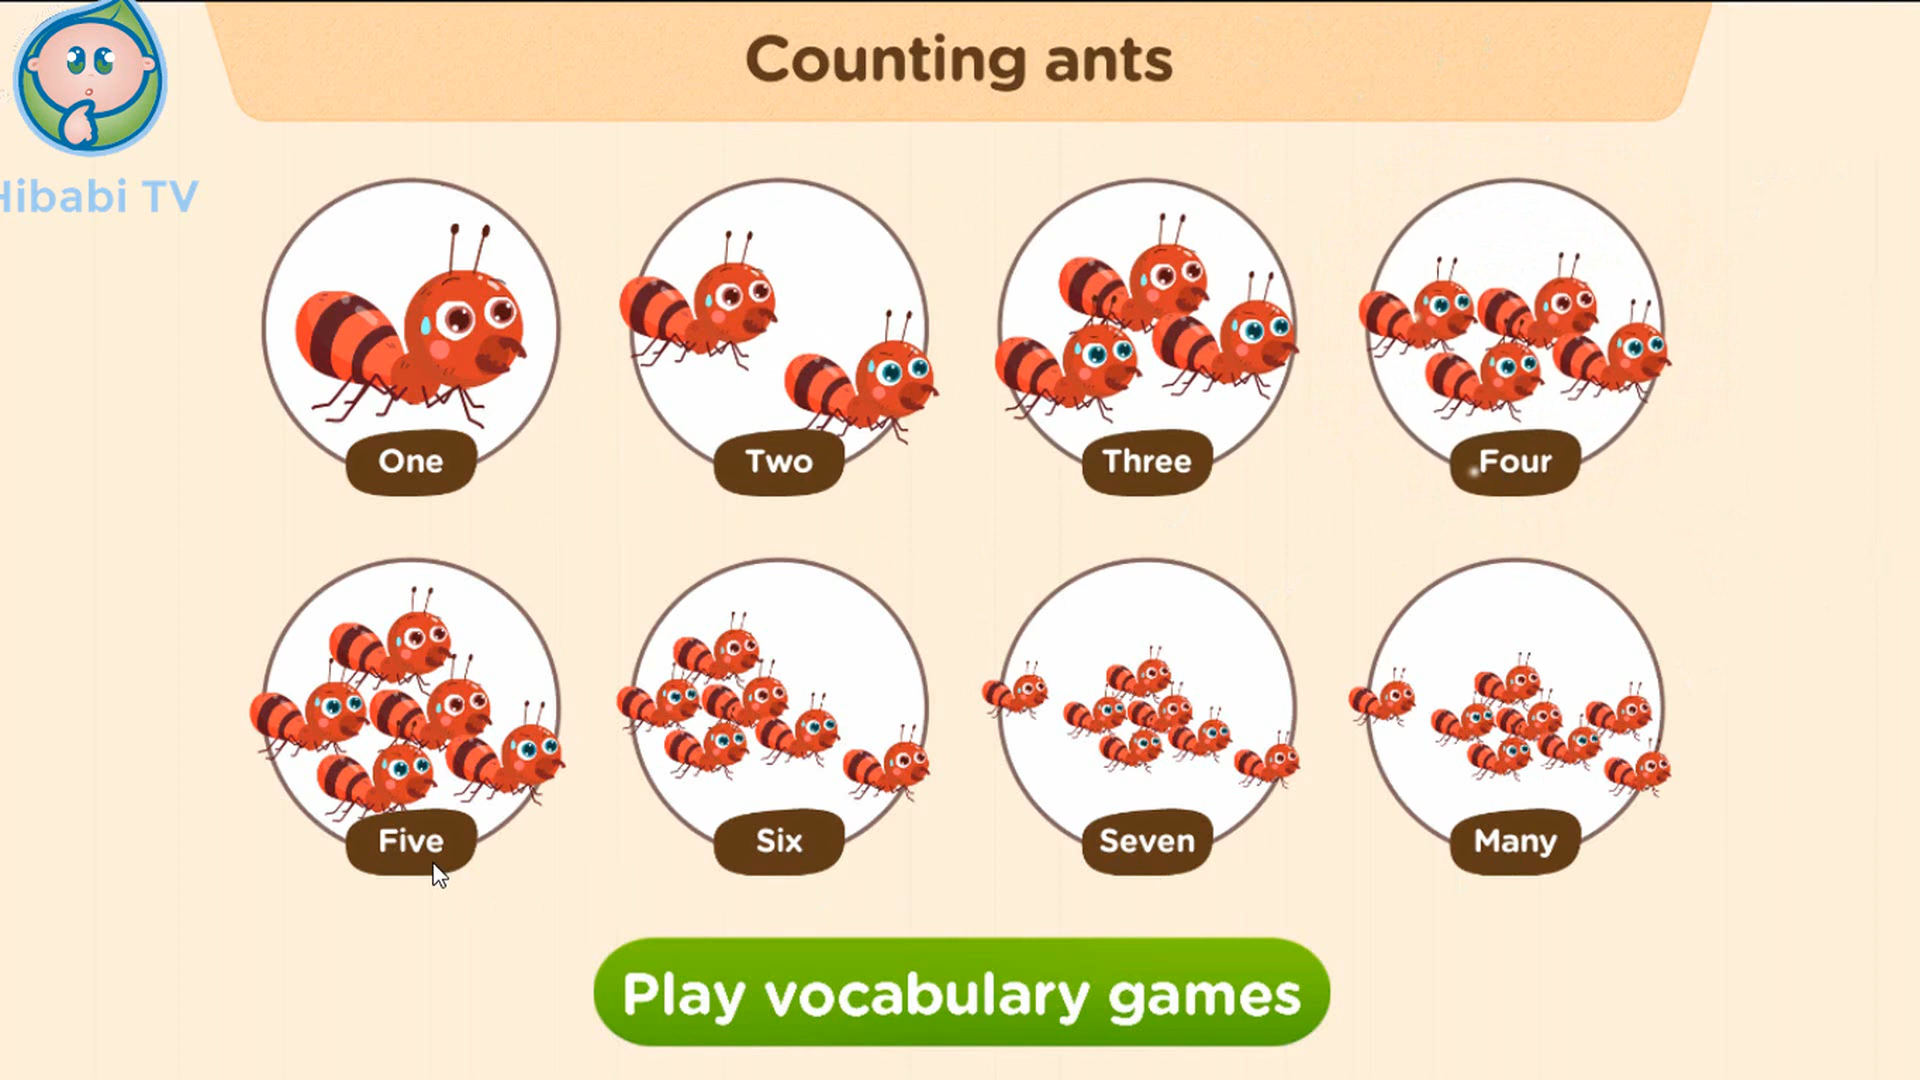 Counting ants
Hibabi TV
One
Two
Three
Four
Five
Six
Seven
Many
Play vocabulary games